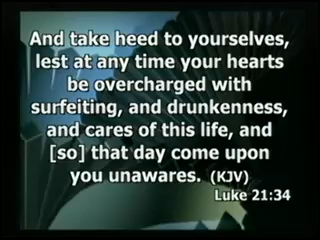 And take heed to yourselves,
lest at any time your hearts
be overcharged with
surfeiting, and drunkenness,
and cares of this life, and
[so] that day come upon
you unawares. (KJV)
Luke 21:34